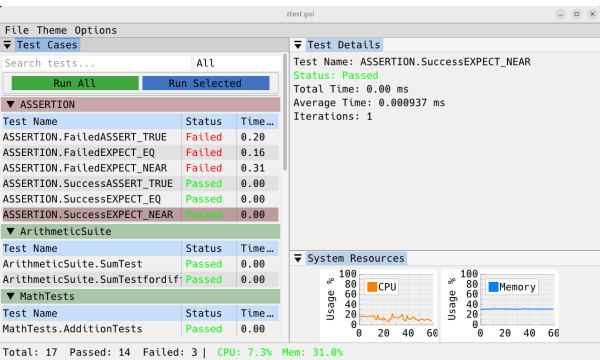 ztest gui
File Theme Options
Test Cases
Search tests...
All
Run All
Run Selected
ASSERTION
Test Name Status Time…
ASSERTION.FailedASSERT_TRUE Failed 0.20
ASSERTION.FailedEXPECT_EQ Failed 0.16
ASSERTION.FailedEXPECT_NEAR Failed 0.31
ASSERTION.SuccessASSERT_TRUE Passed 0.00
ASSERTION.SuccessEXPECT_EQ Passed 0.00
ASSERTION.SuccessEXPECT_NEAR Passed 0.00
ArithmeticSuite
Test Name Status Time…
ArithmeticSuite.SumTest Passed 0.00
ArithmeticSuite.SumTestfordif Passed 0.00
MathTests
Test Name Status Time…
MathTests.AdditionTests Passed 0.00
Test Details
Test Name: ASSERTION.SuccessEXPECT_NEAR
Status: Passed
Total Time: 0.00 ms
Average Time: 0.000937 ms
Iterations: 1
System Resources
Usage %
100
80
60
40
20
0
CPU
0 20 40 60
Usage %
100
80
60
40
20
0
Memory
0 20 40 60
Total: 17 Passed: 14 Failed: 3 | CPU: 7.3% Mem: 31.0%